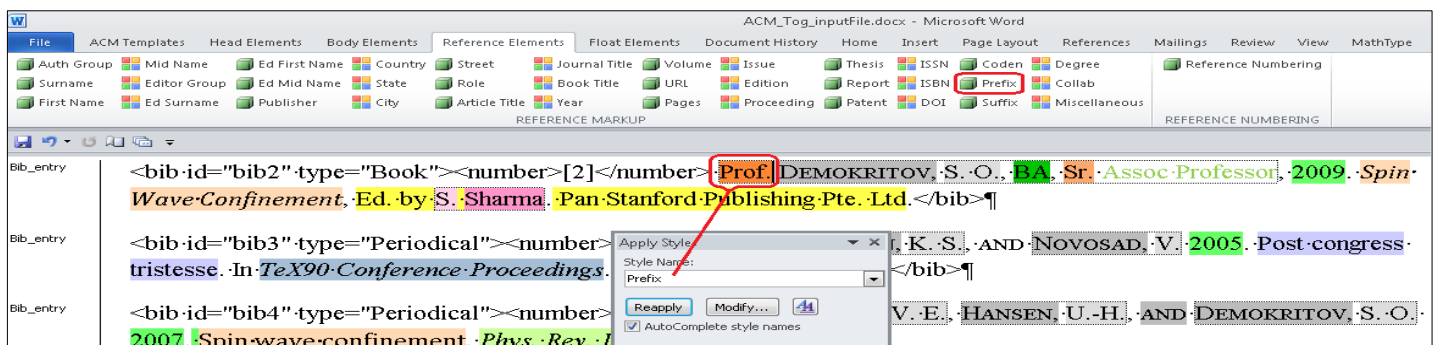 ACM_Tog_inputFile.docx - Microsoft Word
File ACM Templates Head Elements Body Elements Reference Elements Float Elements Document History Home Insert Page Layout References Mailings Review View MathType
Auth Group Mid Name Ed First Name Country Street Journal Title Volume Issue Thesis ISSN Coden Degree Reference Numbering
Surname Editor Group Ed Mid Name State Role Book Title URL Edition Report ISBN Prefix Collab
First Name Ed Surname Publisher City Article Title Year Pages Proceeding Patent DOI Suffix Miscellaneous
REFERENCE MARKUP REFERENCE NUMBERING
Bib_entry <bib·id="bib2"·type="Book"><number>[2]</number>·Prof. DEMOKRITOV, S.·O., BA, Sr. Assoc·Professor, 2009. Spin·
Wave·Confinement, Ed.·by S. Sharma. Pan·Stanford·Publishing·Pte.·Ltd.</bib>¶
Bib_entry <bib·id="bib3"·type="Periodical"><number> K.·S., AND NOVOSAD, V. 2005. Post·congress·
tristesse. In TeX90·Conference·Proceedings. </bib>¶
Bib_entry <bib·id="bib4"·type="Periodical"><number> V.·E., HANSEN, U.-H., AND DEMOKRITOV, S.·O.·
2007. Spin-wave·confinement. Phys.·Rev.
Apply Styles
Style Name:
Prefix
Reapply Modify...
AutoComplete style names